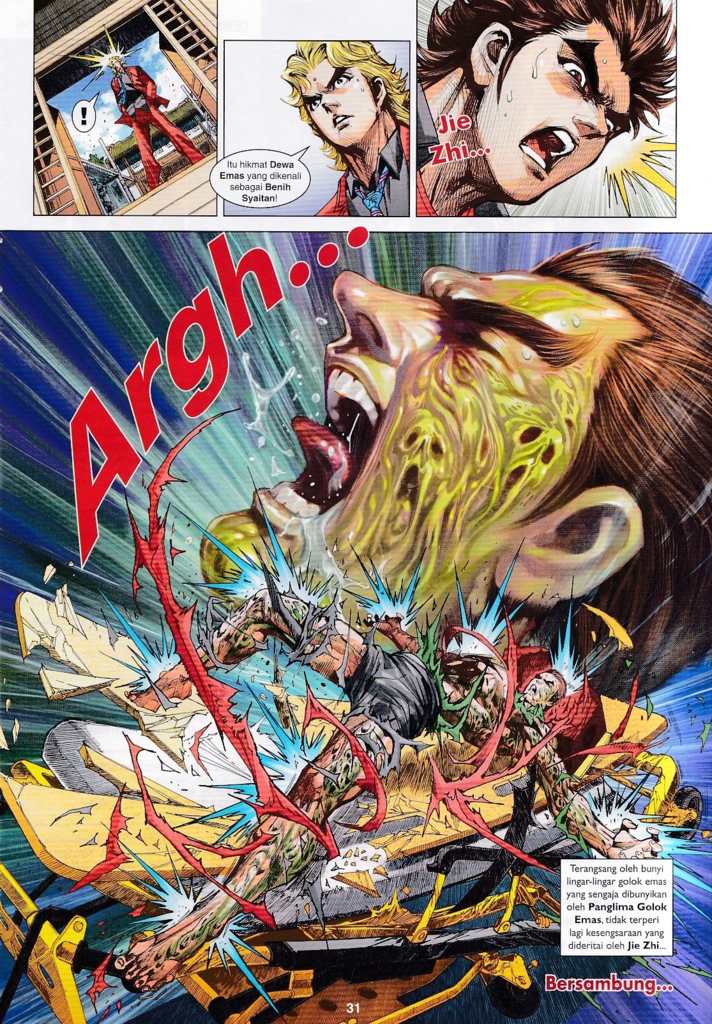 !
Itu hikmat Dewa
Emas yang dikenali
sebagai Benih
Syaitan!
Jie
Zhi...
Argh...
Terangsang oleh bunyi
lingar-lingar golok emas
yang sengaja dibunyikan
oleh Panglima Golok
Emas, tidak terperi
lagi kesengsaraan yang
dideritai oleh Jie Zhi...
Bersambung...
31